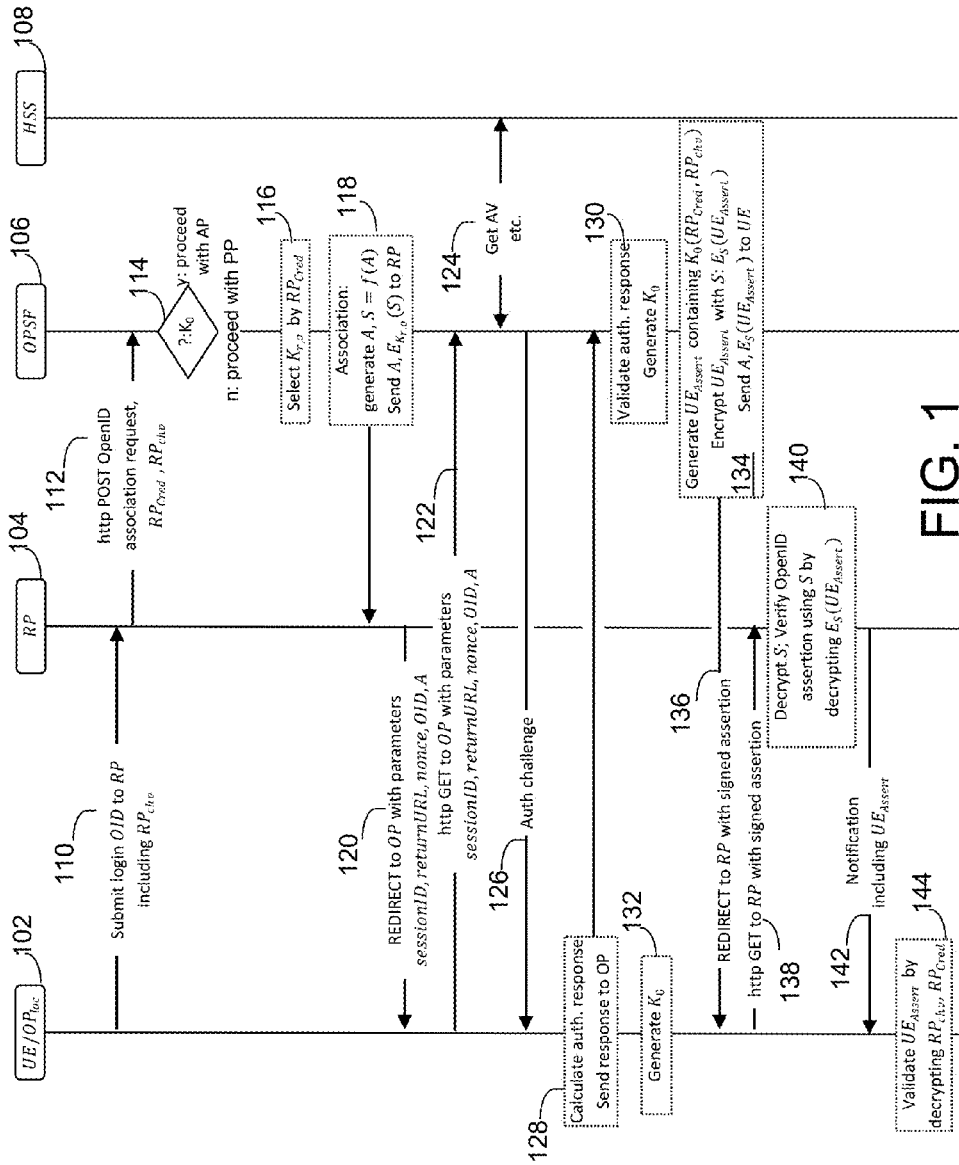 UE/OP_loc
102
RP
104
OPSF
106
HSS
108
110
Submit login OID to RP
including RP_chv
112
http POST OpenID
association request,
RP_Cred, RP_chv
114
?:K_0
y: proceed
with AP
n: proceed with PP
116
Select K_r,o by RP_Cred
118
Association:
generate A, S = f(A)
Send A, E_K_r,o(S) to RP
120
REDIRECT to OP with parameters
sessionID, returnURL, nonce, OID, A
122
http GET to OP with parameters
sessionID, returnURL, nonce, OID, A
124
Get AV
etc.
126
Auth challenge
128
Calculate auth. response
Send response to OP
130
Validate auth. response
Generate K_0
132
Generate K_0
Generate UE_Assert containing K_0(RP_Cred, RP_chv)
Encrypt UE_Assert with S: E_S(UE_Assert)
Send A, E_S(UE_Assert) to UE
134
136
REDIRECT to RP with signed assertion
http GET to RP with signed assertion
138
140
Decrypt S; Verify OpenID
assertion using S by
decrypting E_S(UE_Assert)
142
Notification
including UE_Assert
144
Validate UE_Assert by
decrypting RP_chv, RP_Cred
FIG. 1